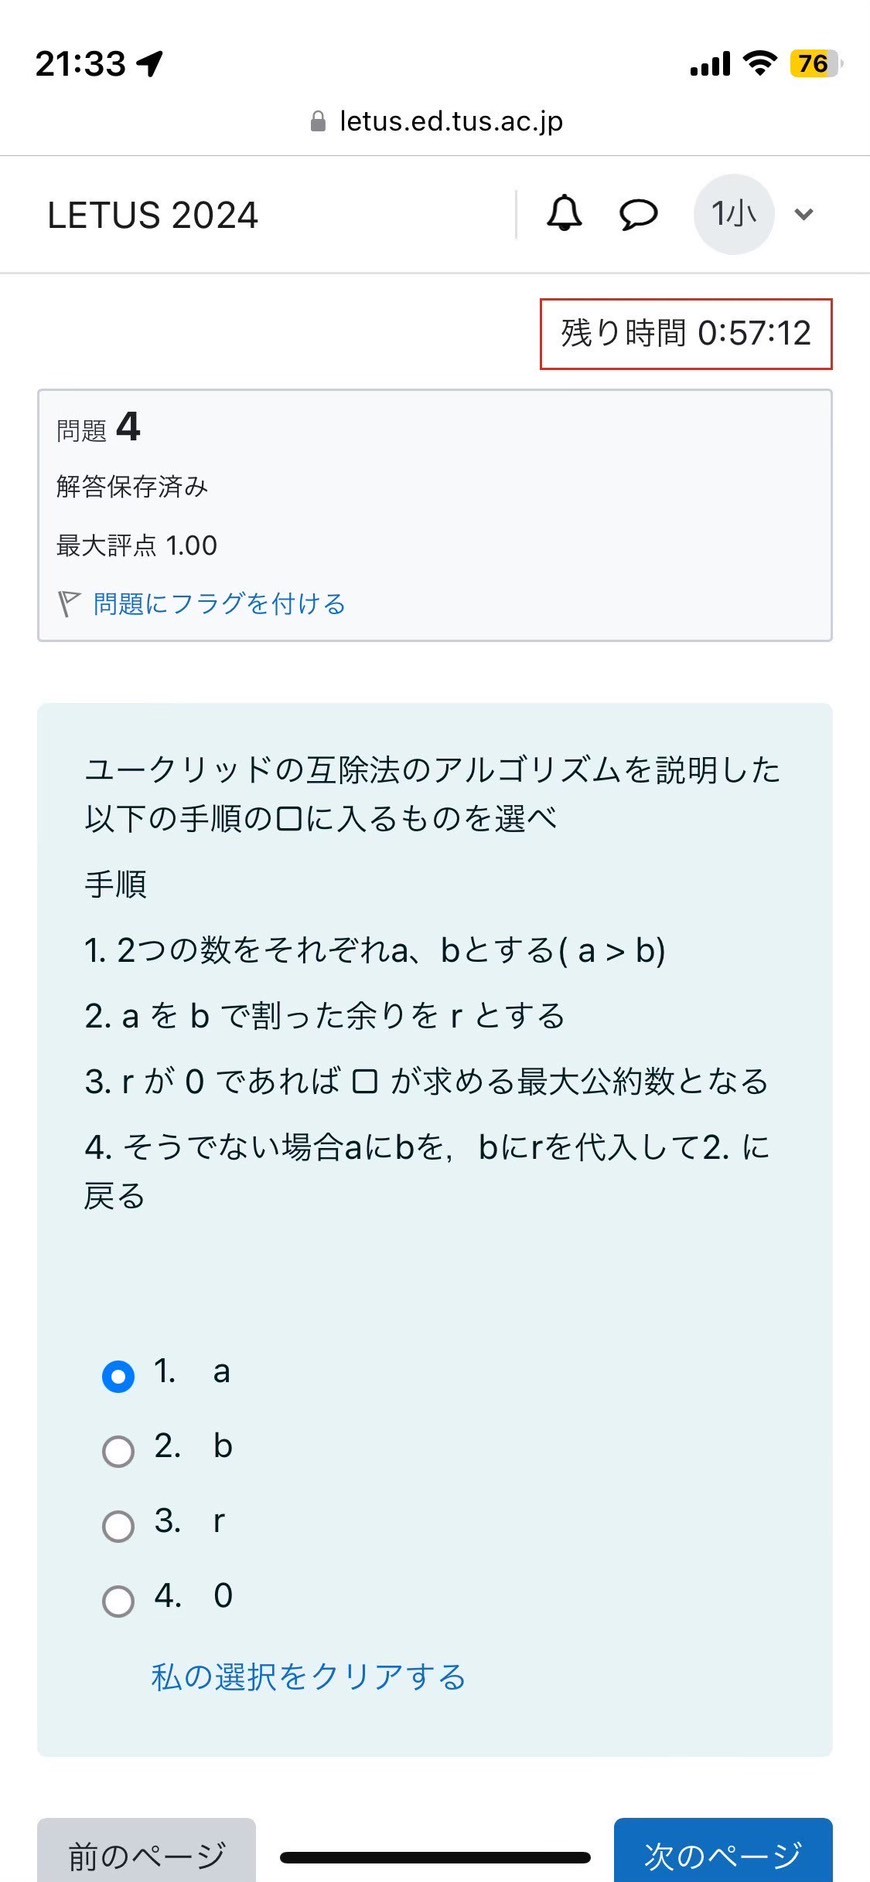 21:33
76
letus.ed.tus.ac.jp
LETUS 2024
1小
残り時間 0:57:12
問題 4
解答保存済み
最大評点 1.00
問題にフラグを付ける
ユークリッドの互除法のアルゴリズムを説明した
以下の手順の口に入るものを選べ
手順
1. 2つの数をそれぞれa、bとする( a > b)
2. a を b で割った余りを r とする
3. r が 0 であれば 口 が求める最大公約数となる
4. そうでない場合aにbを，bにrを代入して2. に
戻る
1. a
2. b
3. r
4. 0
私の選択をクリアする
前のページ
次のページ